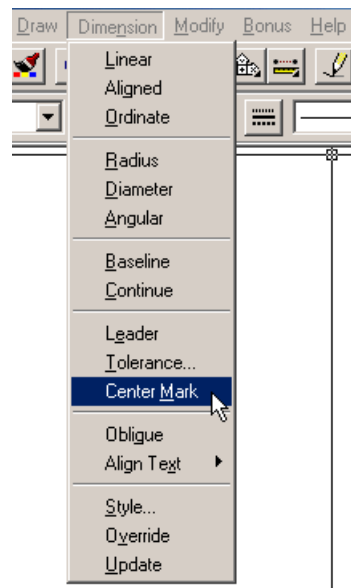 Draw Dimension Modify Bonus Help
Linear
Aligned
Ordinate
Radius
Diameter
Angular
Baseline
Continue
Leader
Tolerance...
Center Mark
Obligue
Align Text
Style...
Override
Update